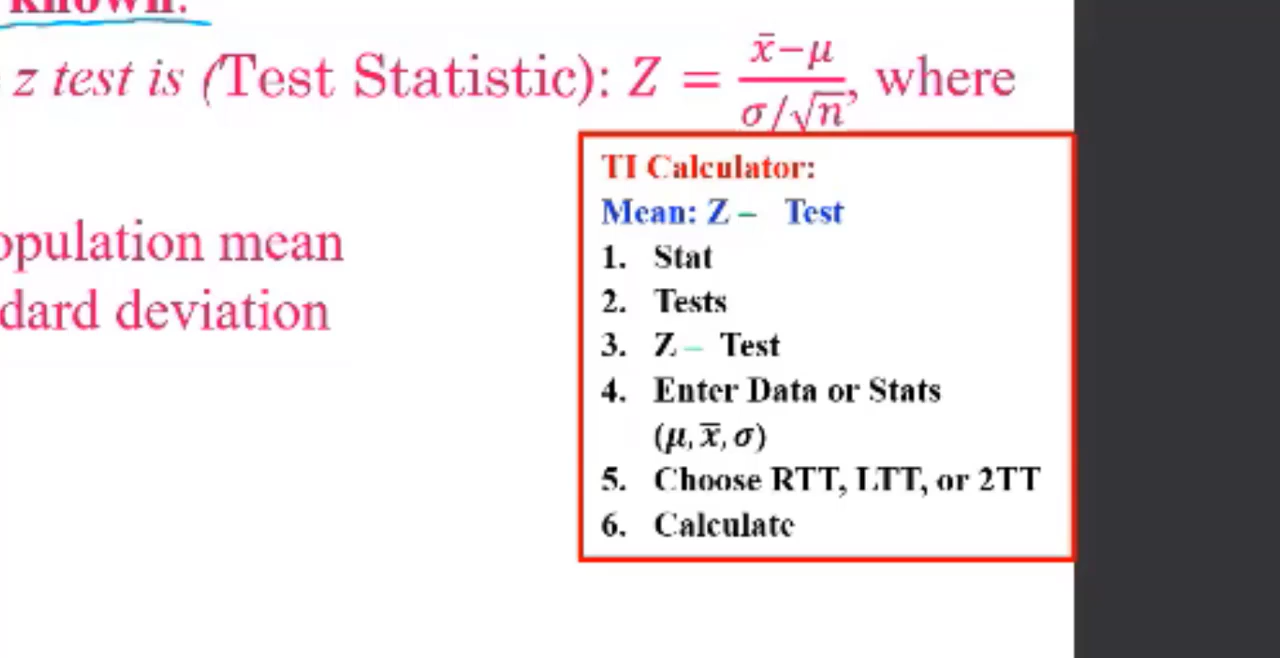 known.
z test is (Test Statistic): Z = x̄−μ / σ/√n, where
opulation mean
dard deviation
TI Calculator:
Mean: Z – Test
1. Stat
2. Tests
3. Z – Test
4. Enter Data or Stats
(μ, x̄, σ)
5. Choose RTT, LTT, or 2TT
6. Calculate